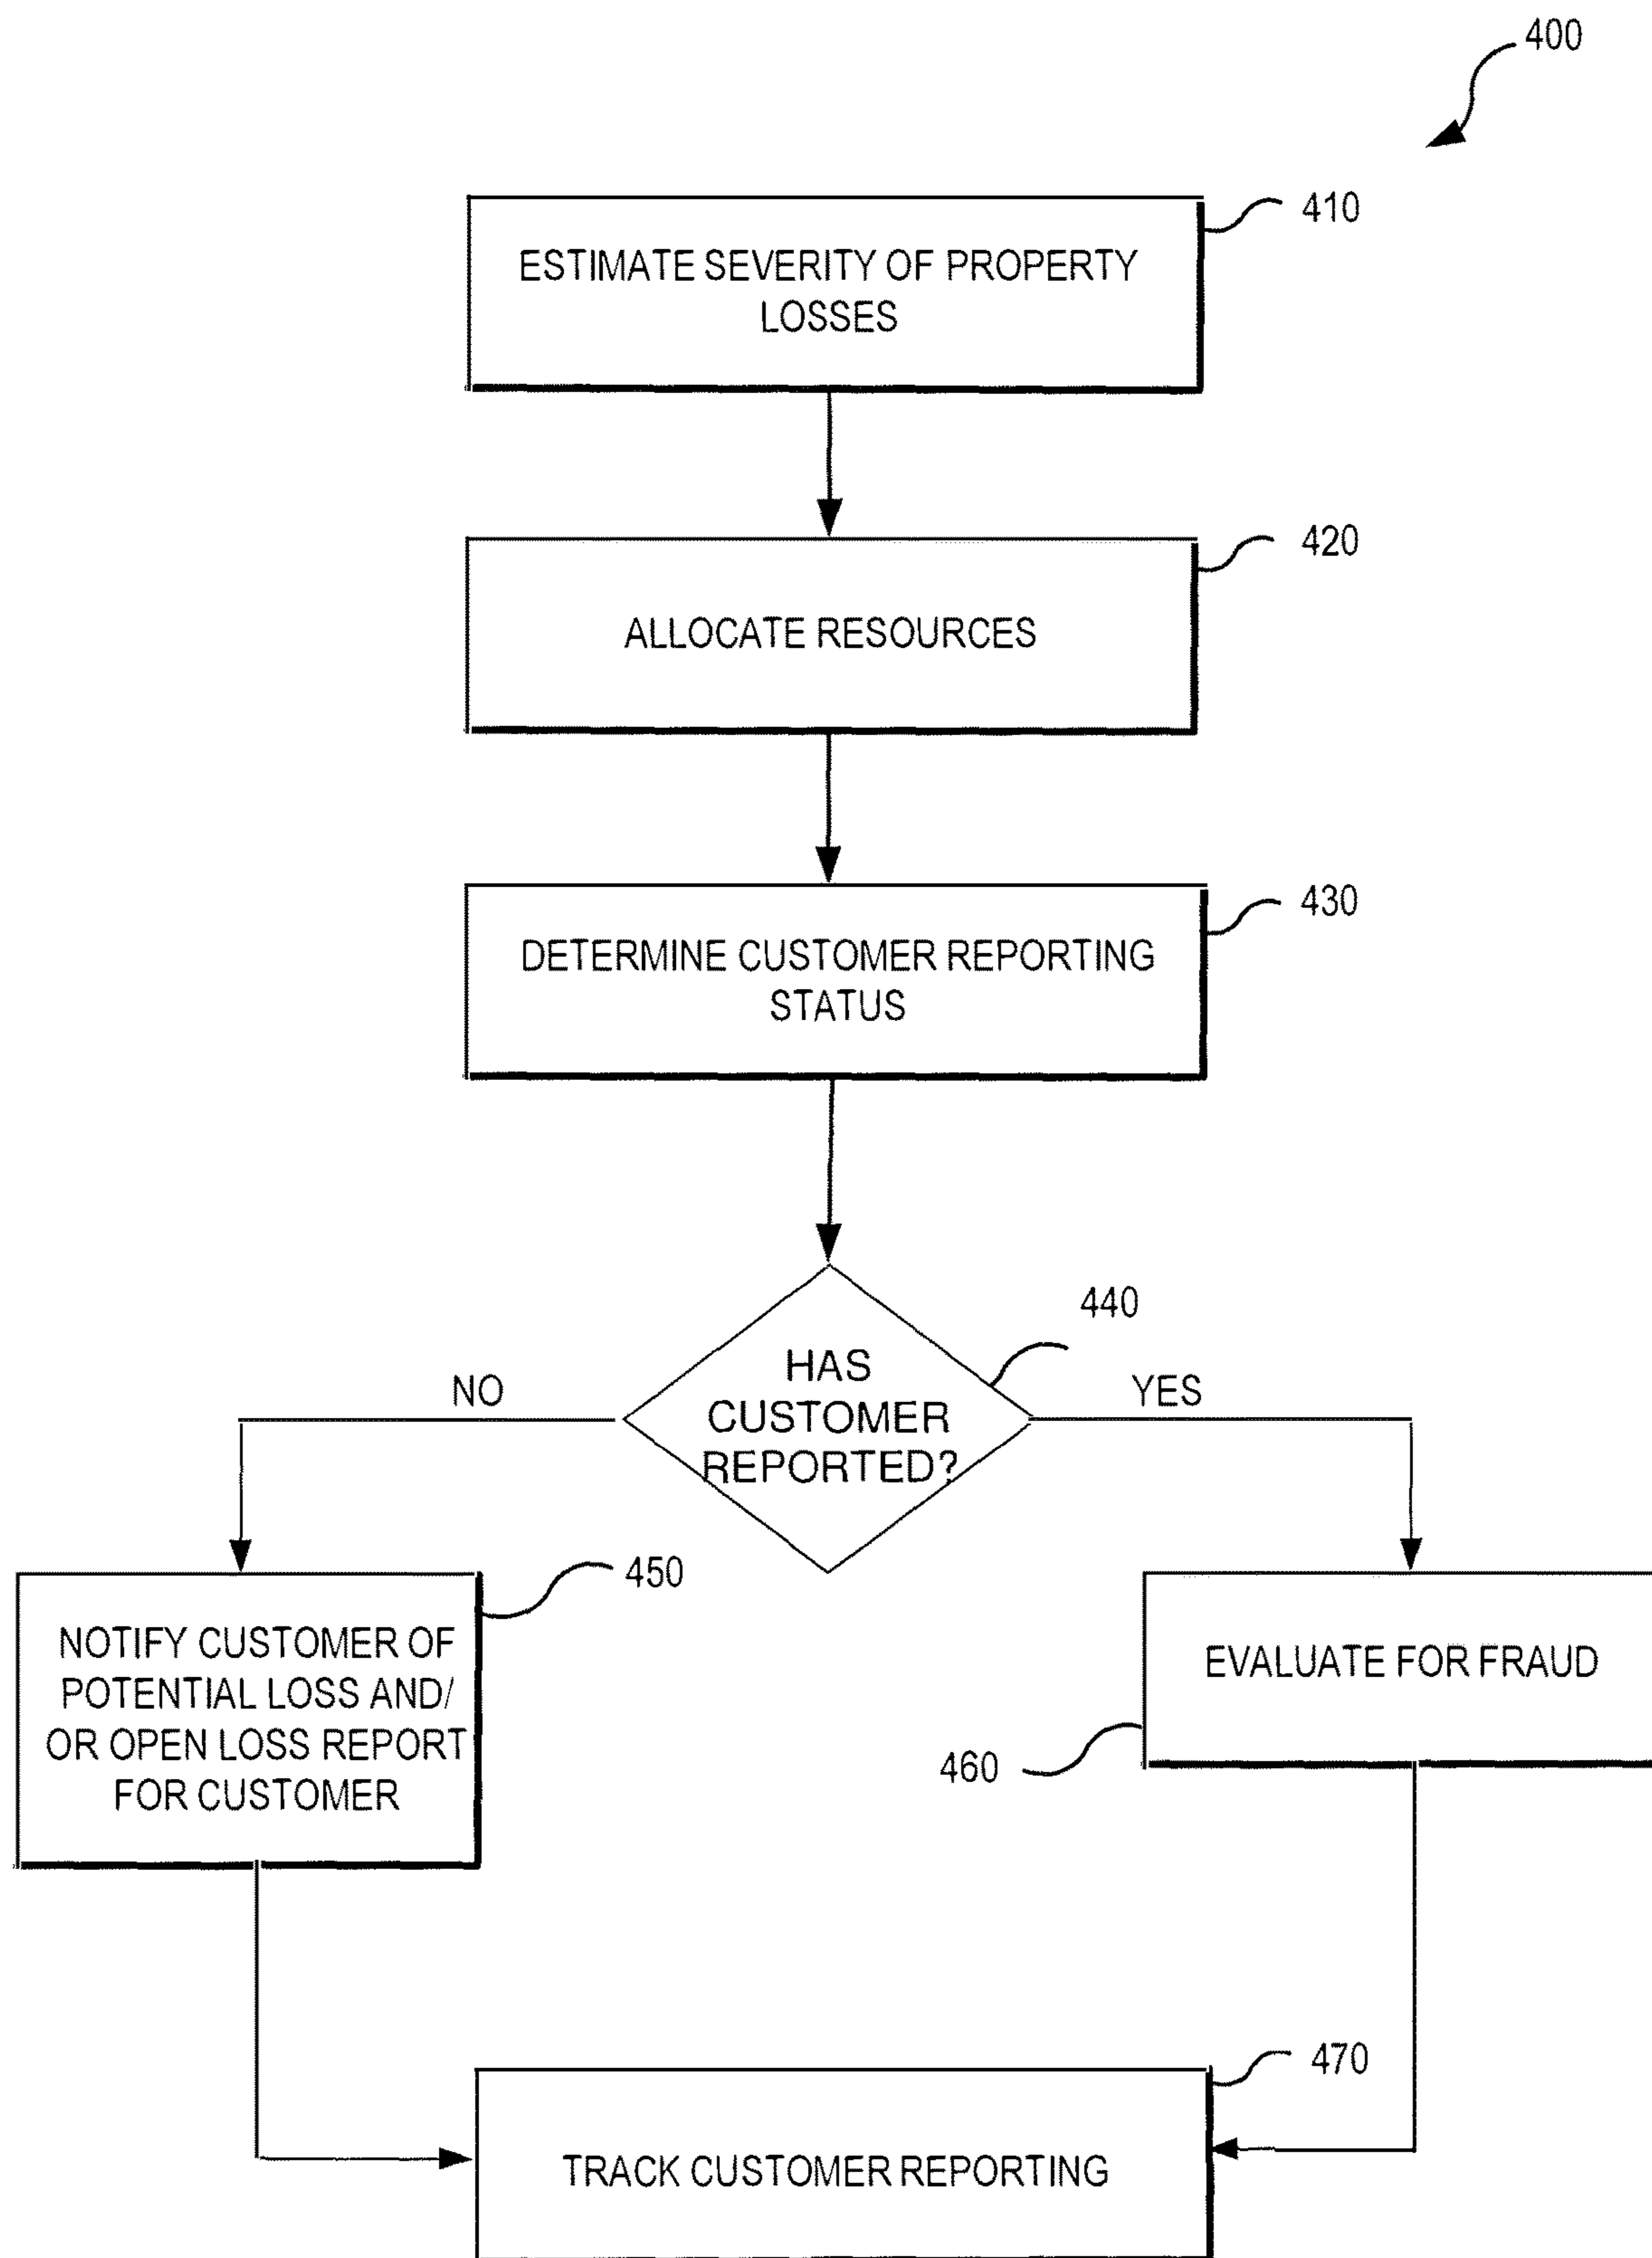 400
410
ESTIMATE SEVERITY OF PROPERTY
LOSSES
420
ALLOCATE RESOURCES
430
DETERMINE CUSTOMER REPORTING
STATUS
440
HAS
CUSTOMER
REPORTED?
NO
YES
450
NOTIFY CUSTOMER OF
POTENTIAL LOSS AND/
OR OPEN LOSS REPORT
FOR CUSTOMER
EVALUATE FOR FRAUD
460
470
TRACK CUSTOMER REPORTING